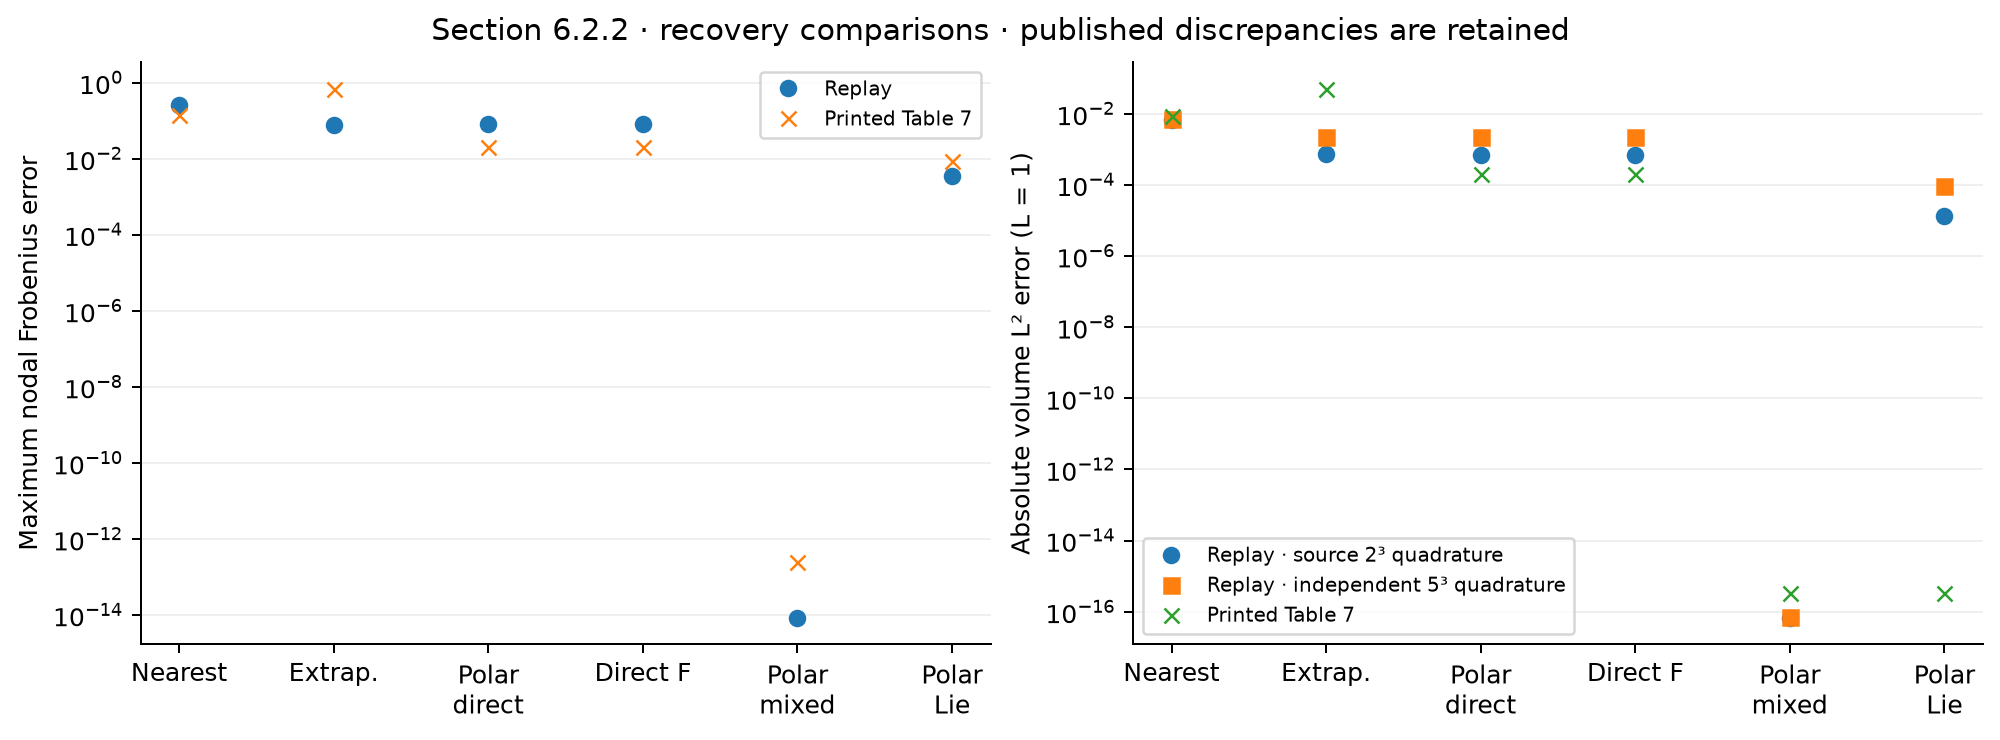 Section 6.2.2 · recovery comparisons · published discrepancies are retained
Maximum nodal Frobenius error
10⁰
10⁻²
10⁻⁴
10⁻⁶
10⁻⁸
10⁻¹⁰
10⁻¹²
10⁻¹⁴
Replay
Printed Table 7
Nearest
Extrap.
Polar
direct
Direct F
Polar
mixed
Polar
Lie
Absolute volume L² error (L = 1)
10⁻²
10⁻⁴
10⁻⁶
10⁻⁸
10⁻¹⁰
10⁻¹²
10⁻¹⁴
10⁻¹⁶
Replay · source 2³ quadrature
Replay · independent 5³ quadrature
Printed Table 7
Nearest
Extrap.
Polar
direct
Direct F
Polar
mixed
Polar
Lie